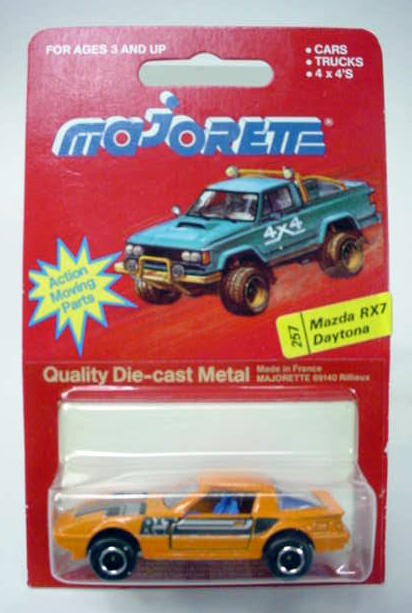 FOR AGES 3 AND UP
• CARS
• TRUCKS
• 4 x 4'S
MAJORETTE®
4x4
Action
Moving
Parts
257
Mazda RX7
Daytona
Quality Die-cast Metal
Made in France
MAJORETTE 69140 Rillieux